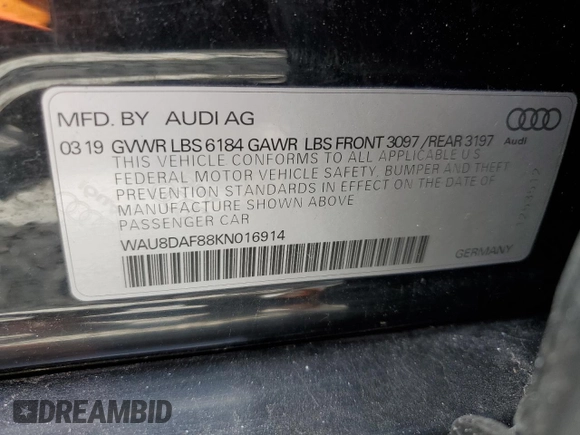 MFD. BY AUDI AG
Audi
03 19 GVWR LBS 6184 GAWR LBS FRONT 3097 / REAR 3197
THIS VEHICLE CONFORMS TO ALL APPLICABLE U S
FEDERAL MOTOR VEHICLE SAFETY, BUMPER AND THEFT
PREVENTION STANDARDS IN EFFECT ON THE DATE OF
MANUFACTURE SHOWN ABOVE
PASSENGER CAR
WAU8DAF88KN016914
GERMANY
DREAMBID